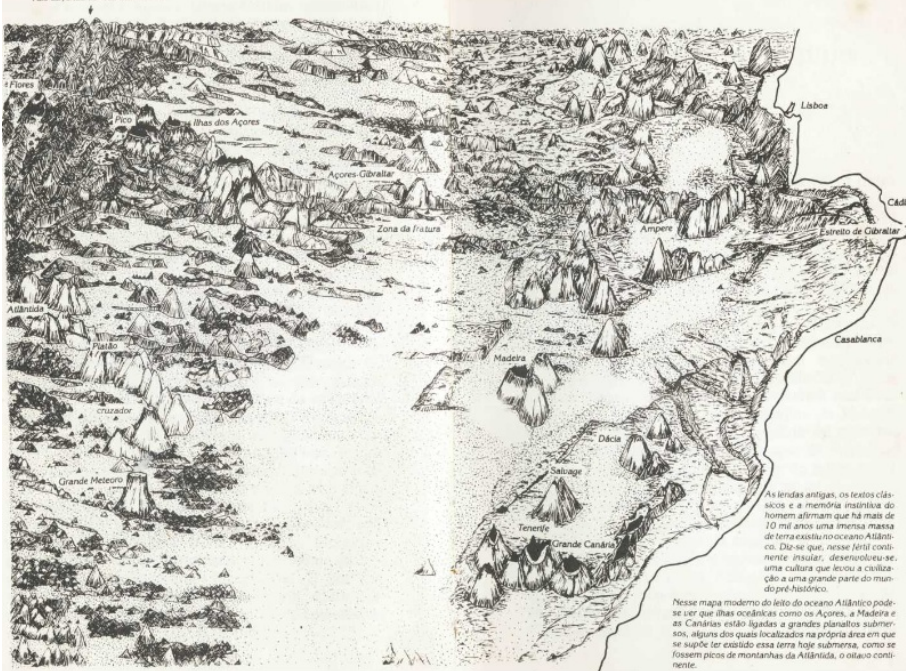 Flores
Lisboa
Pico
Ilhas dos Açores
Açores-Gibraltar
Zona da fratura
Ampere
Estreito de Gibraltar
Atlântida
Platão
Casablanca
Madeira
cruzador
Dácia
Salvage
Grande Meteoro
Tenerife
Grande Canária
As lendas antigas, os textos clás-
sicos e a memória instintiva do
homem afirmam que há mais de
10 mil anos uma imensa massa
de terra existiu no oceano Atlânti-
co. Diz-se que, nesse fértil conti-
nente insular, desenvolveu-se
uma cultura que levou a civiliza-
ção a uma grande parte do mun-
do pré-histórico.
Nesse mapa moderno do leito do oceano Atlântico pode-
se ver que ilhas oceânicas como os Açores, a Madeira e
as Canárias estão ligadas a grandes planaltos submer-
sos, alguns dos quais localizados na própria área em que
se supõe ter existido essa terra hoje submersa, como se
fossem picos de montanhas da Atlântida, o oitavo conti-
nente.